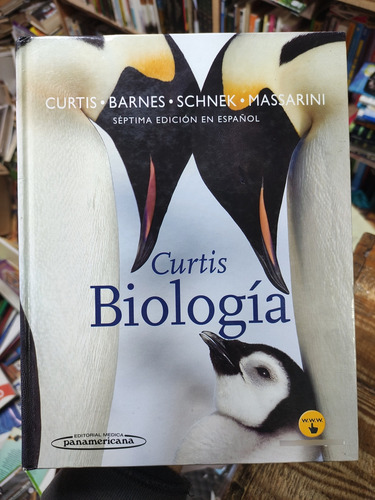 CURTIS • BARNES • SCHNEK • MASSARINI
SÉPTIMA EDICIÓN EN ESPAÑOL
Curtis
Biología
EDITORIAL MEDICA
panamericana
www.